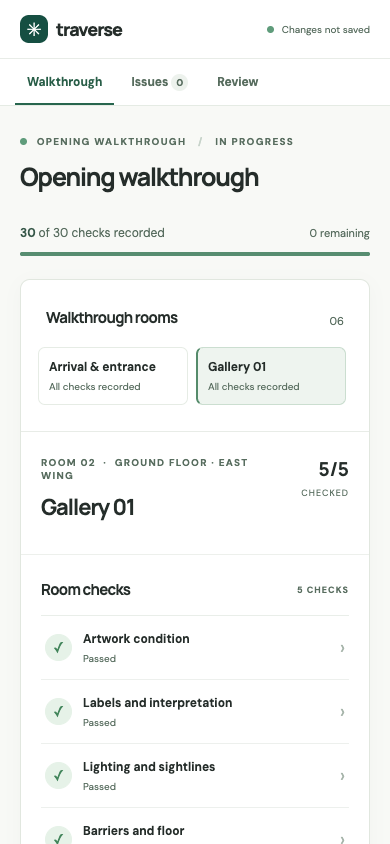 traverse
Changes not saved
Walkthrough
Issues 0
Review
OPENING WALKTHROUGH / IN PROGRESS
Opening walkthrough
30 of 30 checks recorded
0 remaining
Walkthrough rooms
06
Arrival & entrance
All checks recorded
Gallery 01
All checks recorded
ROOM 02 · GROUND FLOOR · EAST
WING
Gallery 01
5/5
CHECKED
Room checks
5 CHECKS
Artwork condition
Passed
Labels and interpretation
Passed
Lighting and sightlines
Passed
Barriers and floor